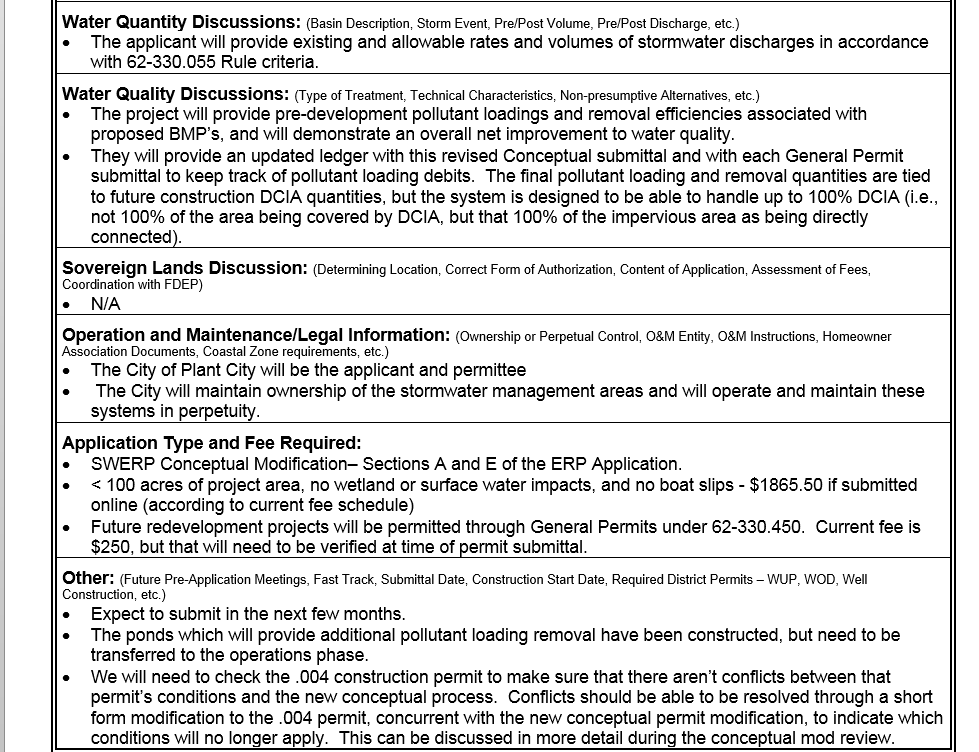 Water Quantity Discussions: (Basin Description, Storm Event, Pre/Post Volume, Pre/Post Discharge, etc.)
• The applicant will provide existing and allowable rates and volumes of stormwater discharges in accordance
with 62-330.055 Rule criteria.
Water Quality Discussions: (Type of Treatment, Technical Characteristics, Non-presumptive Alternatives, etc.)
• The project will provide pre-development pollutant loadings and removal efficiencies associated with
proposed BMP's, and will demonstrate an overall net improvement to water quality.
• They will provide an updated ledger with this revised Conceptual submittal and with each General Permit
submittal to keep track of pollutant loading debits. The final pollutant loading and removal quantities are tied
to future construction DCIA quantities, but the system is designed to be able to handle up to 100% DCIA (i.e.,
not 100% of the area being covered by DCIA, but that 100% of the impervious area as being directly
connected).
Sovereign Lands Discussion: (Determining Location, Correct Form of Authorization, Content of Application, Assessment of Fees,
Coordination with FDEP)
• N/A
Operation and Maintenance/Legal Information: (Ownership or Perpetual Control, O&M Entity, O&M Instructions, Homeowner
Association Documents, Coastal Zone requirements, etc.)
• The City of Plant City will be the applicant and permittee
• The City will maintain ownership of the stormwater management areas and will operate and maintain these
systems in perpetuity.
Application Type and Fee Required:
• SWERP Conceptual Modification– Sections A and E of the ERP Application.
• < 100 acres of project area, no wetland or surface water impacts, and no boat slips - $1865.50 if submitted
online (according to current fee schedule)
• Future redevelopment projects will be permitted through General Permits under 62-330.450. Current fee is
$250, but that will need to be verified at time of permit submittal.
Other: (Future Pre-Application Meetings, Fast Track, Submittal Date, Construction Start Date, Required District Permits – WUP, WOD, Well
Construction, etc.)
• Expect to submit in the next few months.
• The ponds which will provide additional pollutant loading removal have been constructed, but need to be
transferred to the operations phase.
• We will need to check the .004 construction permit to make sure that there aren't conflicts between that
permit's conditions and the new conceptual process. Conflicts should be able to be resolved through a short
form modification to the .004 permit, concurrent with the new conceptual permit modification, to indicate which
conditions will no longer apply. This can be discussed in more detail during the conceptual mod review.